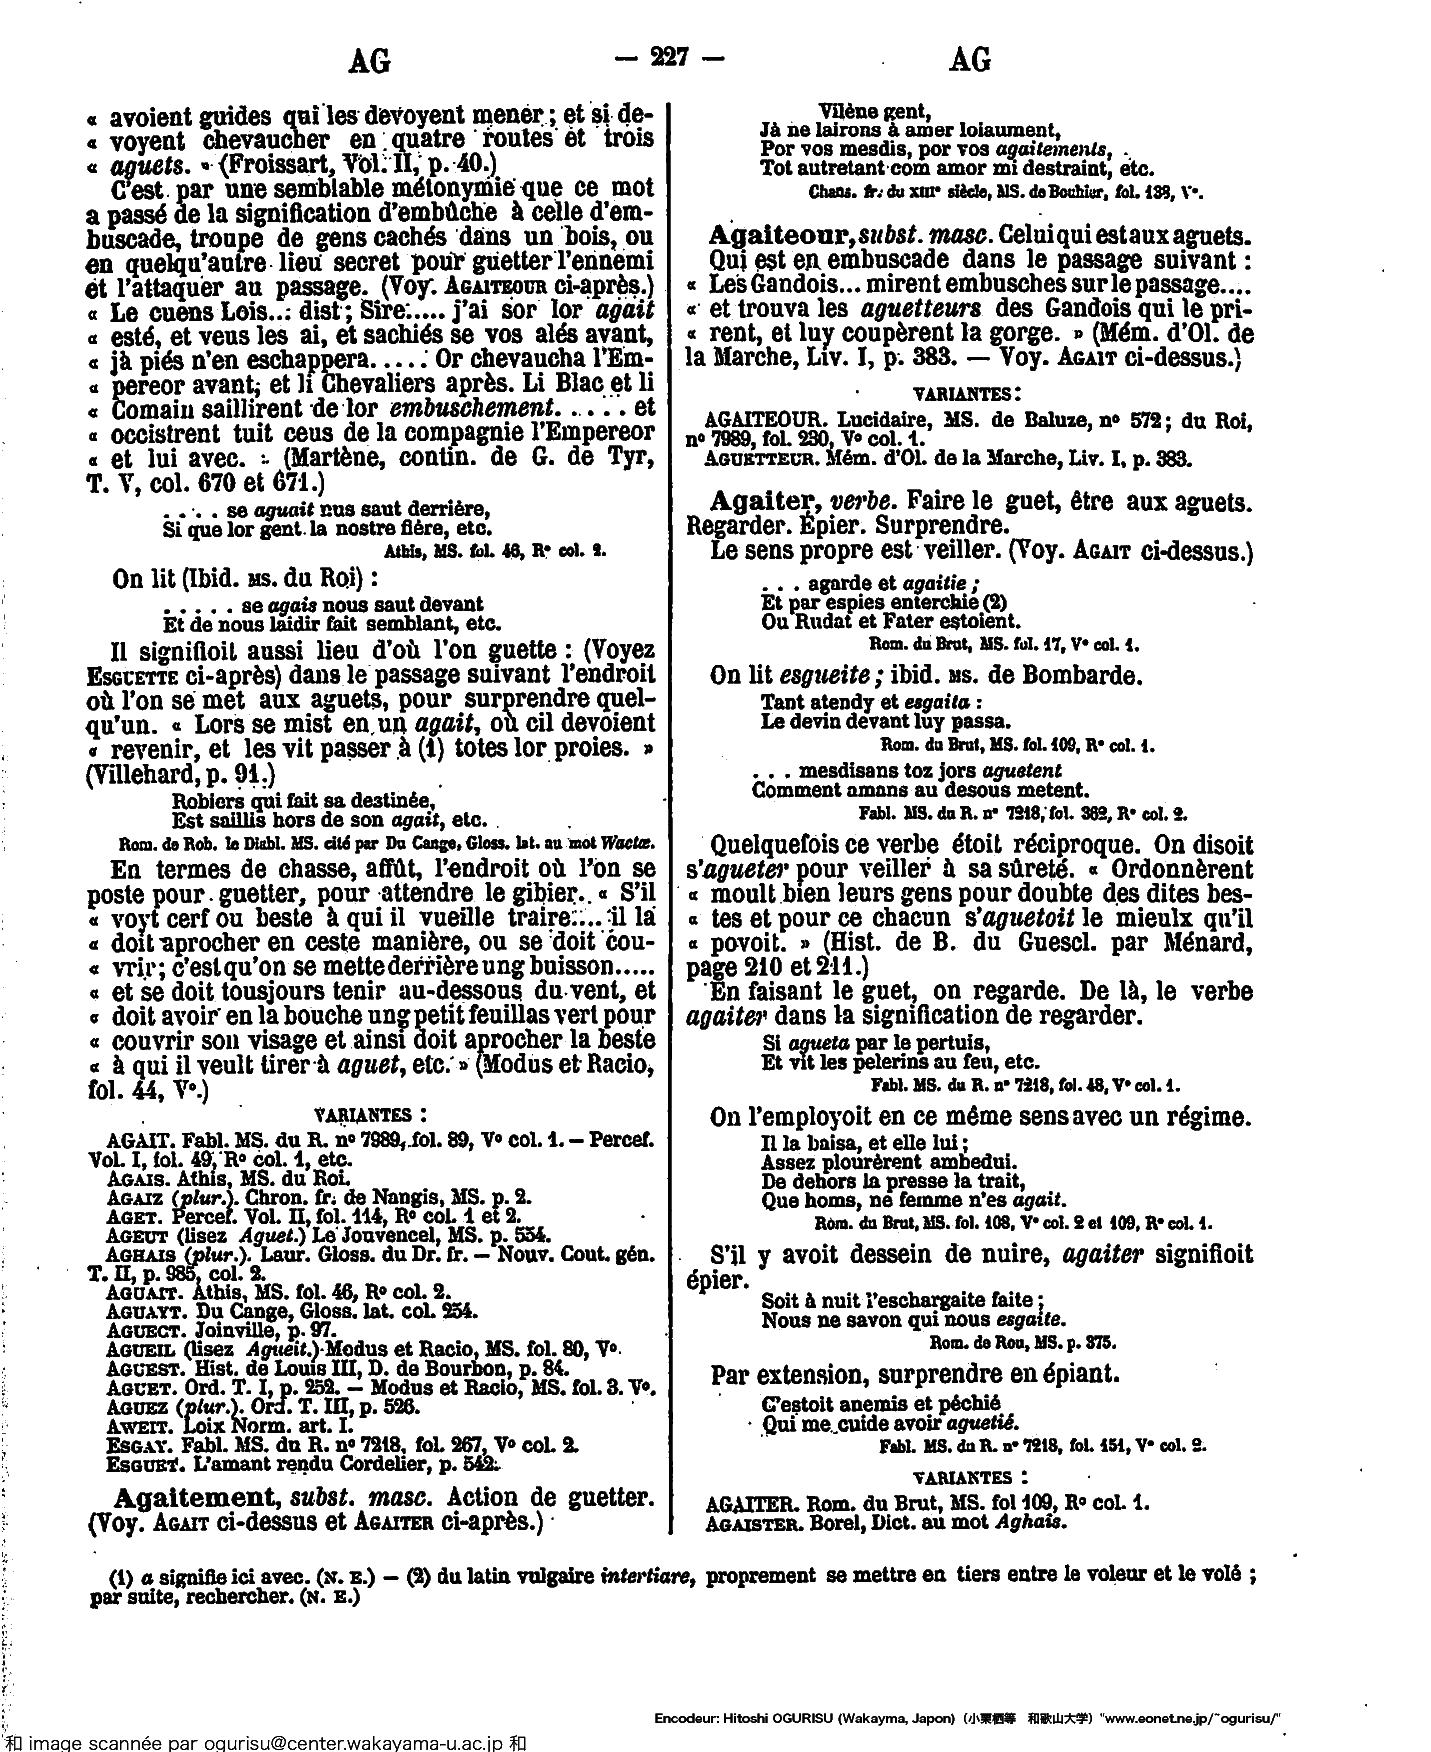 AG
— 227 —
AG
« avoient guides qui les devoyent mener ; et si de-
« voyent chevaucher en quatre routes et trois
« aguets. » (Froissart, Vol. II, p. 40.)
C'est par une semblable métonymie que ce mot
a passé de la signification d'embûche à celle d'em-
buscade, troupe de gens cachés dans un bois, ou
en quelqu'autre lieu secret pour guetter l'ennemi
et l'attaquer au passage. (Voy. AGAITEOUR ci-après.)
« Le cuens Lois... dist ; Sire..... j'ai sor lor agait
« esté, et veus les ai, et sachiés se vos alés avant,
« jà piés n'en eschappera..... Or chevaucha l'Em-
« pereor avant, et li Chevaliers après. Li Blac et li
« Comain saillirent de lor embuschement...... et
« occistrent tuit ceus de la compagnie l'Empereor
« et lui avec. » (Martène, contin. de G. de Tyr,
T. V, col. 670 et 671.)
..... se aguait nus saut derrière,
Si que lor gent la nostre fiére, etc.
Athis, MS. fol. 46, R° col. 2.
On lit (Ibid. MS. du Roi) :
..... se agais nous saut devant
Et de nous laidir fait semblant, etc.
Il signifioit aussi lieu d'où l'on guette : (Voyez
ESGUETTE ci-après) dans le passage suivant l'endroit
où l'on se met aux aguets, pour surprendre quel-
qu'un. « Lors se mist en un agait, où cil devoient
« revenir, et les vit passer à (1) totes lor proies. »
(Villehard, p. 91.)
Robiers qui fait sa destinée,
Est saillis hors de son agait, etc.
Rom. de Rob. le Diabl. MS. cité par Du Cange, Gloss. lat. au mot Wactæ.
En termes de chasse, affût, l'endroit où l'on se
poste pour guetter, pour attendre le gibier. « S'il
« voyt cerf ou beste à qui il vueille traire.... il la
« doit aprocher en ceste manière, ou se doit cou-
« vrir ; c'est qu'on se mette derrière ung buisson.....
« et se doit tousjours tenir au-dessous du vent, et
« doit avoir en la bouche ung petit feuillas vert pour
« couvrir son visage et ainsi doit aprocher la beste
« à qui il veult tirer à aguet, etc. » (Modus et Racio,
fol. 44, V°.)
VARIANTES :
AGAIT. Fabl. MS. du R. n° 7989, fol. 89, V° col. 1. — Percef.
Vol. I, fol. 49, R° col. 1, etc.
AGAIS. Athis, MS. du Roi.
AGAIZ (plur.). Chron. fr. de Nangis, MS. p. 2.
AGET. Percef. Vol. II, fol. 114, R° col. 1 et 2.
AGEUT (lisez Aguet.) Le Jouvencel, MS. p. 534.
AGHAIS (plur.). Laur. Gloss. du Dr. fr. — Nouv. Cout. gén.
T. II, p. 985, col. 2.
AGUAIT. Athis, MS. fol. 46, R° col. 2.
AGUAYT. Du Cange, Gloss. lat. col. 254.
AGUECT. Joinville, p. 97.
AGUEIL (lisez Agueit.) Modus et Racio, MS. fol. 80, V°.
AGUEST. Hist. de Louis III, D. de Bourbon, p. 84.
AGUET. Ord. T. I, p. 252. — Modus et Racio, MS. fol. 3. V°.
AGUEZ (plur.). Ord. T. III, p. 526.
AWEIT. Loix Norm. art. I.
ESGAY. Fabl. MS. du R. n° 7218, fol. 267, V° col. 2.
ESGUET. L'amant rendu Cordelier, p. 542.
Agaitement, subst. masc. Action de guetter.
(Voy. AGAIT ci-dessus et AGAITER ci-après.)
Vilène gent,
Jà ne lairons à amer loiaument,
Por vos mesdis, por vos agaitements,
Tot autretant com amor mi destraint, etc.
Chans. fr. du XIIIe siècle, MS. de Bouhier, fol. 138, V°.
Agaiteour, subst. masc. Celui qui est aux aguets.
Qui est en embuscade dans le passage suivant :
« Les Gandois... mirent embusches sur le passage....
« et trouva les aguetteurs des Gandois qui le pri-
« rent, et luy coupèrent la gorge. » (Mém. d'Ol. de
la Marche, Liv. I, p. 383. — Voy. AGAIT ci-dessus.)
VARIANTES :
AGAITEOUR. Lucidaire, MS. de Baluze, n° 572 ; du Roi,
n° 7989, fol. 230, V° col. 1.
AGUETTEUR. Mém. d'Ol. de la Marche, Liv. I, p. 383.
Agaiter, verbe. Faire le guet, être aux aguets.
Regarder. Épier. Surprendre.
Le sens propre est veiller. (Voy. AGAIT ci-dessus.)
... agarde et agaitie ;
Et par espies enterchie (2)
Ou Rudat et Fater estoient.
Rom. du Brut, MS. fol. 17, V° col. 1.
On lit esgueite ; ibid. MS. de Bombarde.
Tant atendy et esgaita :
Le devin devant luy passa.
Rom. du Brut, MS. fol. 109, R° col. 1.
... mesdisans toz jors aguetent
Comment amans au desous metent.
Fabl. MS. du R. n° 7218, fol. 362, R° col. 2.
Quelquefois ce verbe étoit réciproque. On disoit
s'agueter pour veiller à sa sûreté. « Ordonnèrent
« moult bien leurs gens pour doubte des dites bes-
« tes et pour ce chacun s'aguetoit le mieulx qu'il
« povoit. » (Hist. de B. du Guescl. par Ménard,
page 210 et 211.)
En faisant le guet, on regarde. De là, le verbe
agaiter dans la signification de regarder.
Si agueta par le pertuis,
Et vit les pelerins au feu, etc.
Fabl. MS. du R. n° 7218, fol. 48, V° col. 1.
On l'employoit en ce même sens avec un régime.
Il la baisa, et elle lui ;
Assez plourèrent ambedui.
De dehors la presse la trait,
Que homs, ne femme n'es agait.
Rom. du Brut, MS. fol. 108, V° col. 2 et 109, R° col. 1.
S'il y avoit dessein de nuire, agaiter signifioit
épier.
Soit à nuit l'eschargaite faite ;
Nous ne savon qui nous esgaite.
Rom. de Rou, MS. p. 375.
Par extension, surprendre en épiant.
C'estoit anemis et péchié
Qui me cuide avoir aguetié.
Fabl. MS. du R. n° 7218, fol. 151, V° col. 2.
VARIANTES :
AGAITER. Rom. du Brut, MS. fol 109, R° col. 1.
AGAISTER. Borel, Dict. au mot Aghais.
(1) a signifie ici avec. (N. E.) — (2) du latin vulgaire intertiare, proprement se mettre en tiers entre le voleur et le volé ;
par suite, rechercher. (N. E.)
Encodeur: Hitoshi OGURISU (Wakayma, Japon) (小栗栖等 和歌山大学) "www.eonet.ne.jp/~ogurisu/"
和 image scannée par ogurisu@center.wakayama-u.ac.jp 和